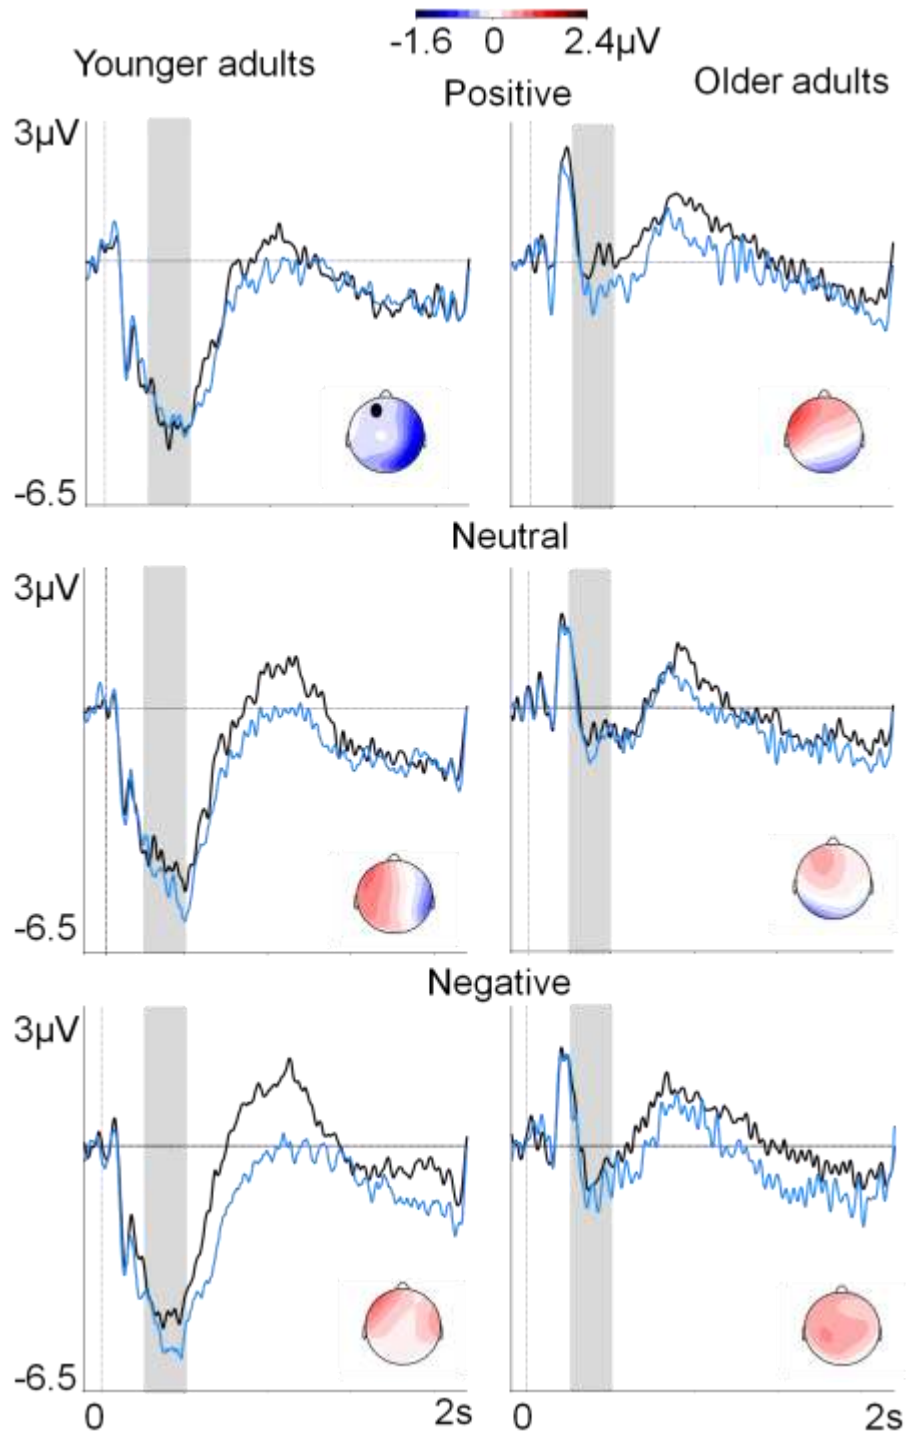 -1.6 0 2.4µV
Younger adults
Older adults
Positive
3µV
-6.5
Neutral
3µV
-6.5
Negative
3µV
-6.5
0 2s 0 2s